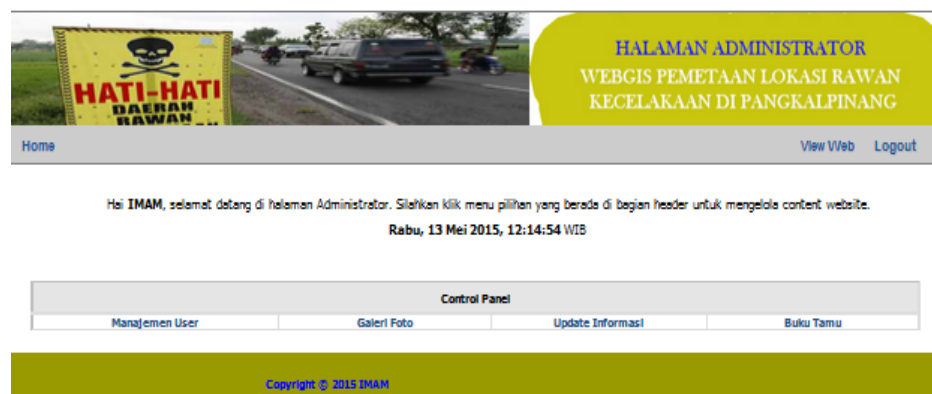 HATI-HATI
DAERAH
RAWAN
HALAMAN ADMINISTRATOR
WEBGIS PEMETAAN LOKASI RAWAN
KECELAKAAN DI PANGKALPINANG
Home View Web Logout
Hai IMAM, selamat datang di halaman Administrator. Silahkan klik menu pilihan yang berada di bagian header untuk mengelola content website.
Rabu, 13 Mei 2015, 12:14:54 WIB
Control Panel
Manajemen User Galeri Foto Update Informasi Buku Tamu
Copyright © 2015 IMAM